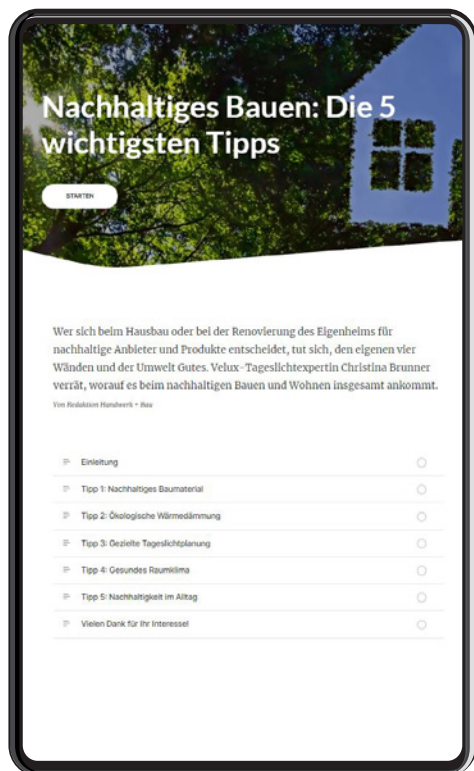 Nachhaltiges Bauen: Die 5
wichtigsten Tipps
STARTEN
Wer sich beim Hausbau oder bei der Renovierung des Eigenheims für
nachhaltige Anbieter und Produkte entscheidet, tut sich, den eigenen vier
Wänden und der Umwelt Gutes. Velux-Tageslichtexpertin Christina Brunner
verrät, worauf es beim nachhaltigen Bauen und Wohnen insgesamt ankommt.
Von Redaktion Handwerk + Bau
Einleitung
Tipp 1: Nachhaltiges Baumaterial
Tipp 2: Ökologische Wärmedämmung
Tipp 3: Gezielte Tageslichtplanung
Tipp 4: Gesundes Raumklima
Tipp 5: Nachhaltigkeit im Alltag
Vielen Dank für Ihr Interesse!